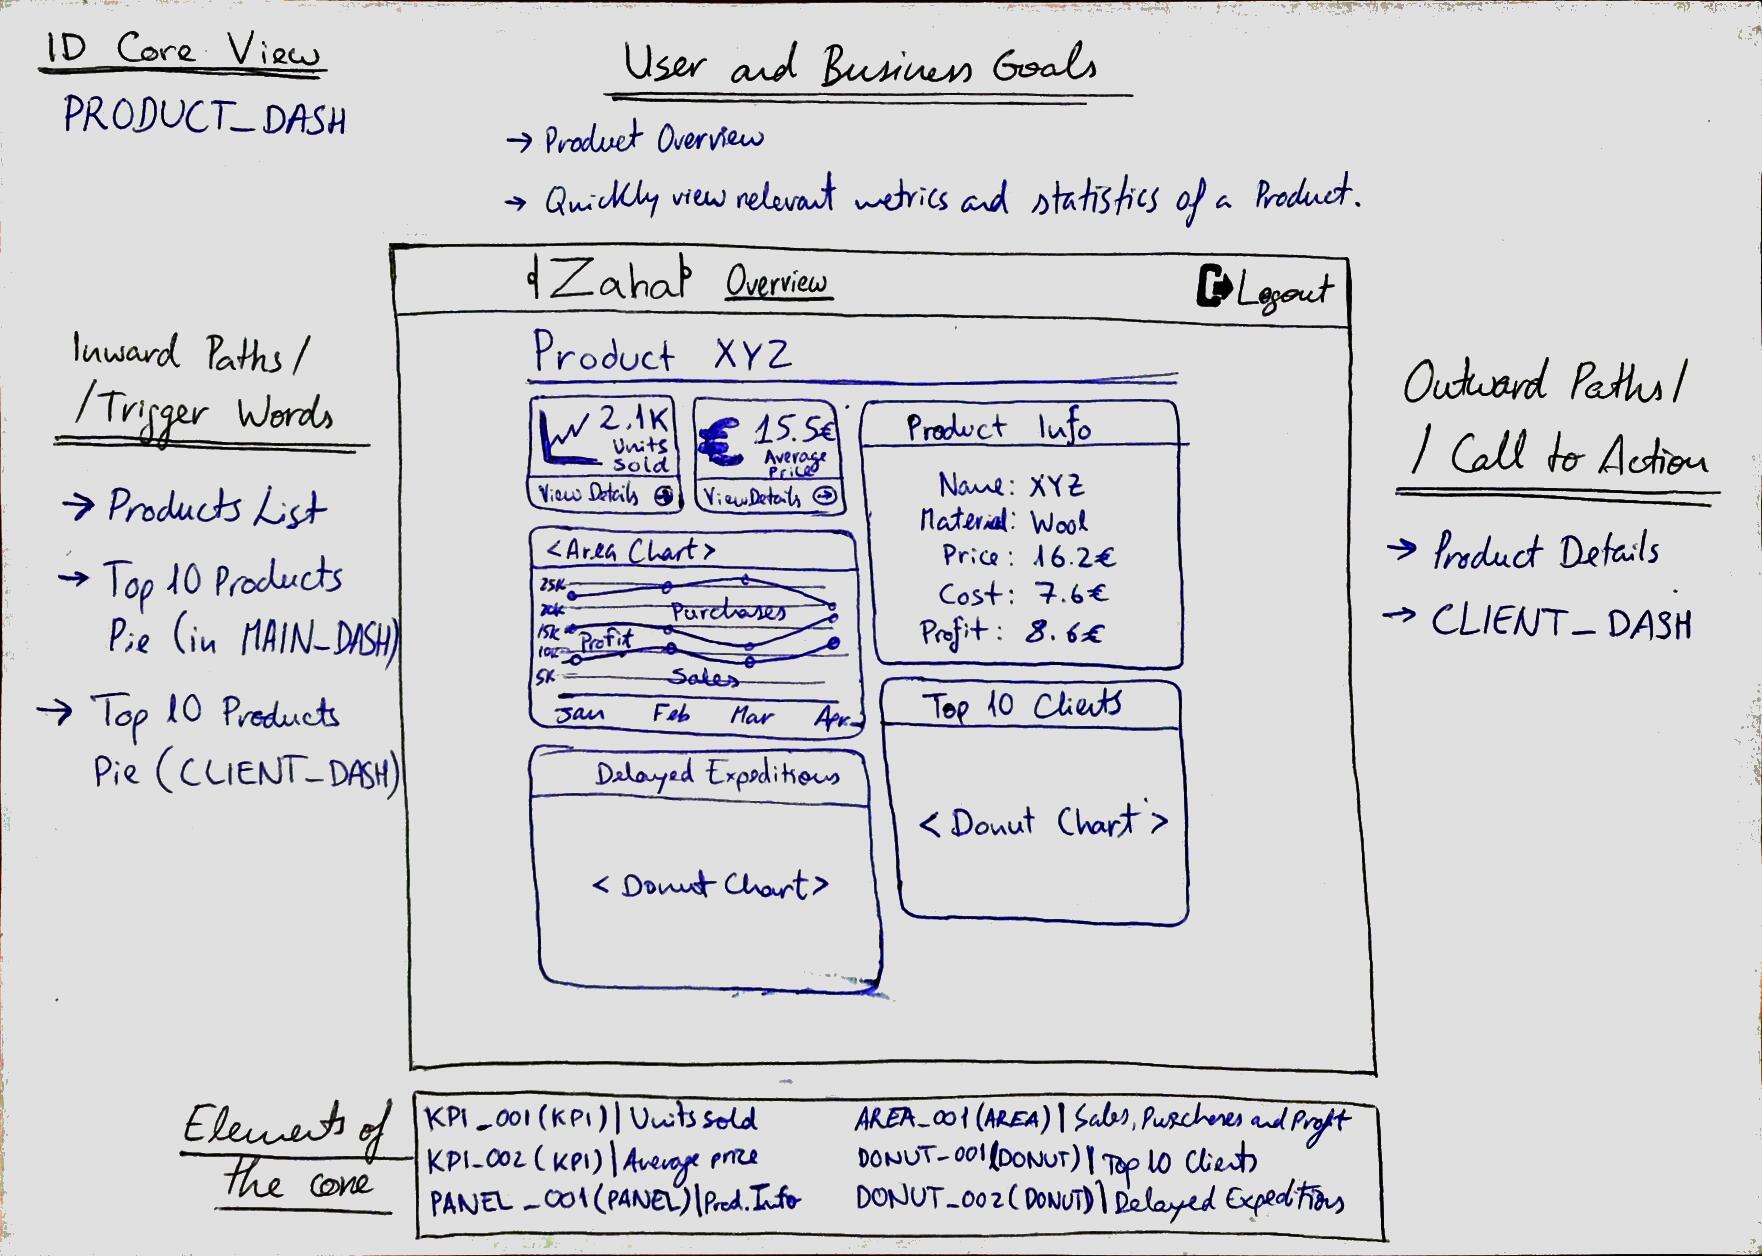 ID Core View
PRODUCT_DASH
User and Business Goals
→ Product Overview
→ Quickly view relevant metrics and statistics of a Product.
Zaha Overview
Logout
Inward Paths/
/Trigger Words
→ Products List
→ Top 10 Products
Pie (in MAIN_DASH)
→ Top 10 Products
Pie (CLIENT_DASH)
Product XYZ
2.1K
Units
sold
View Details
€ 15.5€
Average
Price
View Details
<Area Chart>
25K
20K
15K
10K
5K
Purchases
Profit
Sales
Jan Feb Mar Apr
Delayed Expeditions
<Donut Chart>
Product Info
Name: XYZ
Material: Wool
Price: 16.2€
Cost: 7.6€
Profit: 8.6€
Top 10 Clients
<Donut Chart>
Outward Paths/
/ Call to Action
→ Product Details
→ CLIENT_DASH
Elements of
the core
KPI_001(KPI)|Units sold
KPI_002(KPI)|Average price
PANEL_001(PANEL)|Prod.Info
AREA_001(AREA)|Sales, Purchases and Profit
DONUT_001(DONUT)|Top 10 Clients
DONUT_002(DONUT)|Delayed Expeditions